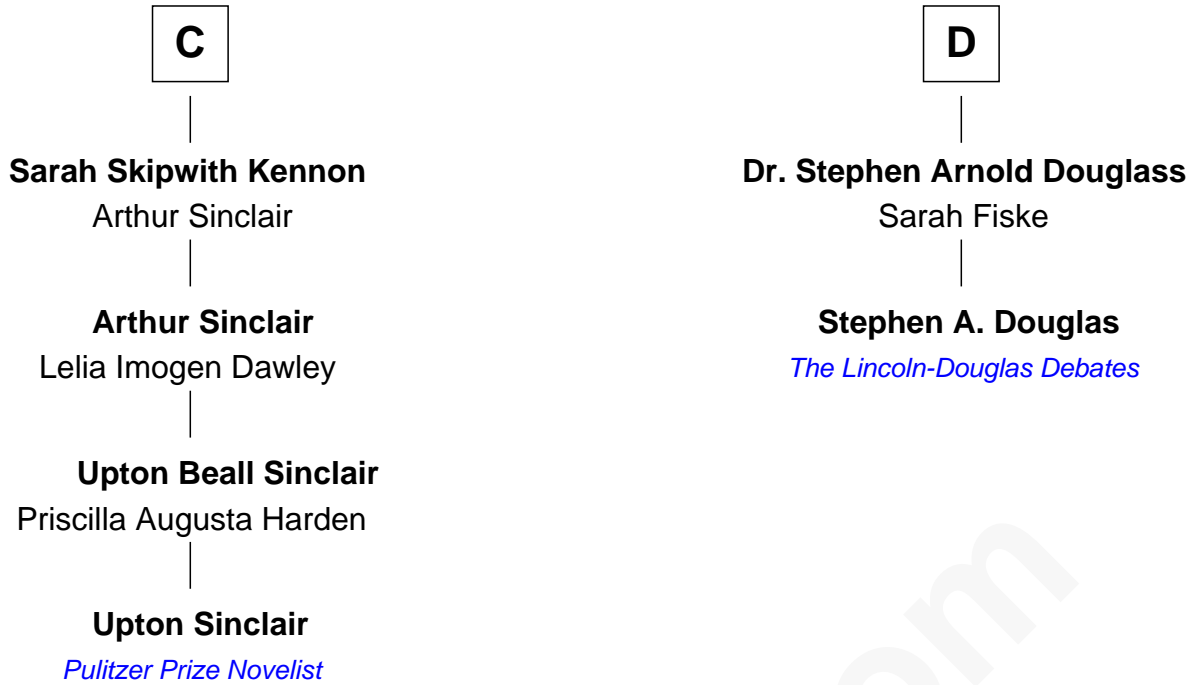 C
Sarah Skipwith Kennon
Arthur Sinclair
Arthur Sinclair
Lelia Imogen Dawley
Upton Beall Sinclair
Priscilla Augusta Harden
Upton Sinclair
Pulitzer Prize Novelist
D
Dr. Stephen Arnold Douglass
Sarah Fiske
Stephen A. Douglas
The Lincoln-Douglas Debates
om